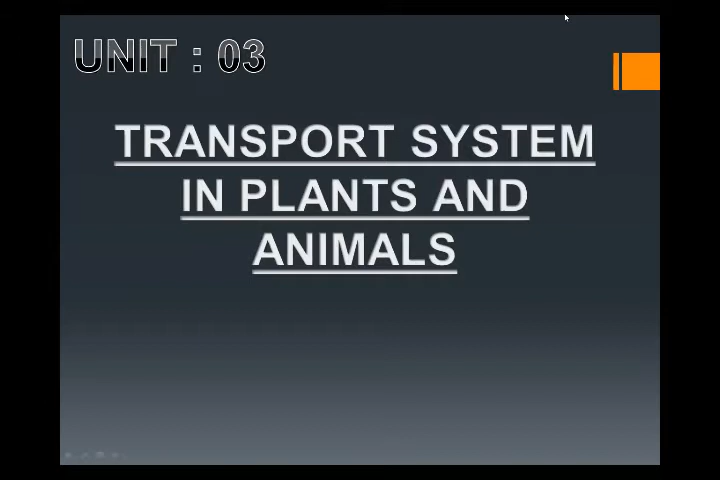 UNIT : 03
TRANSPORT SYSTEM
IN PLANTS AND
ANIMALS